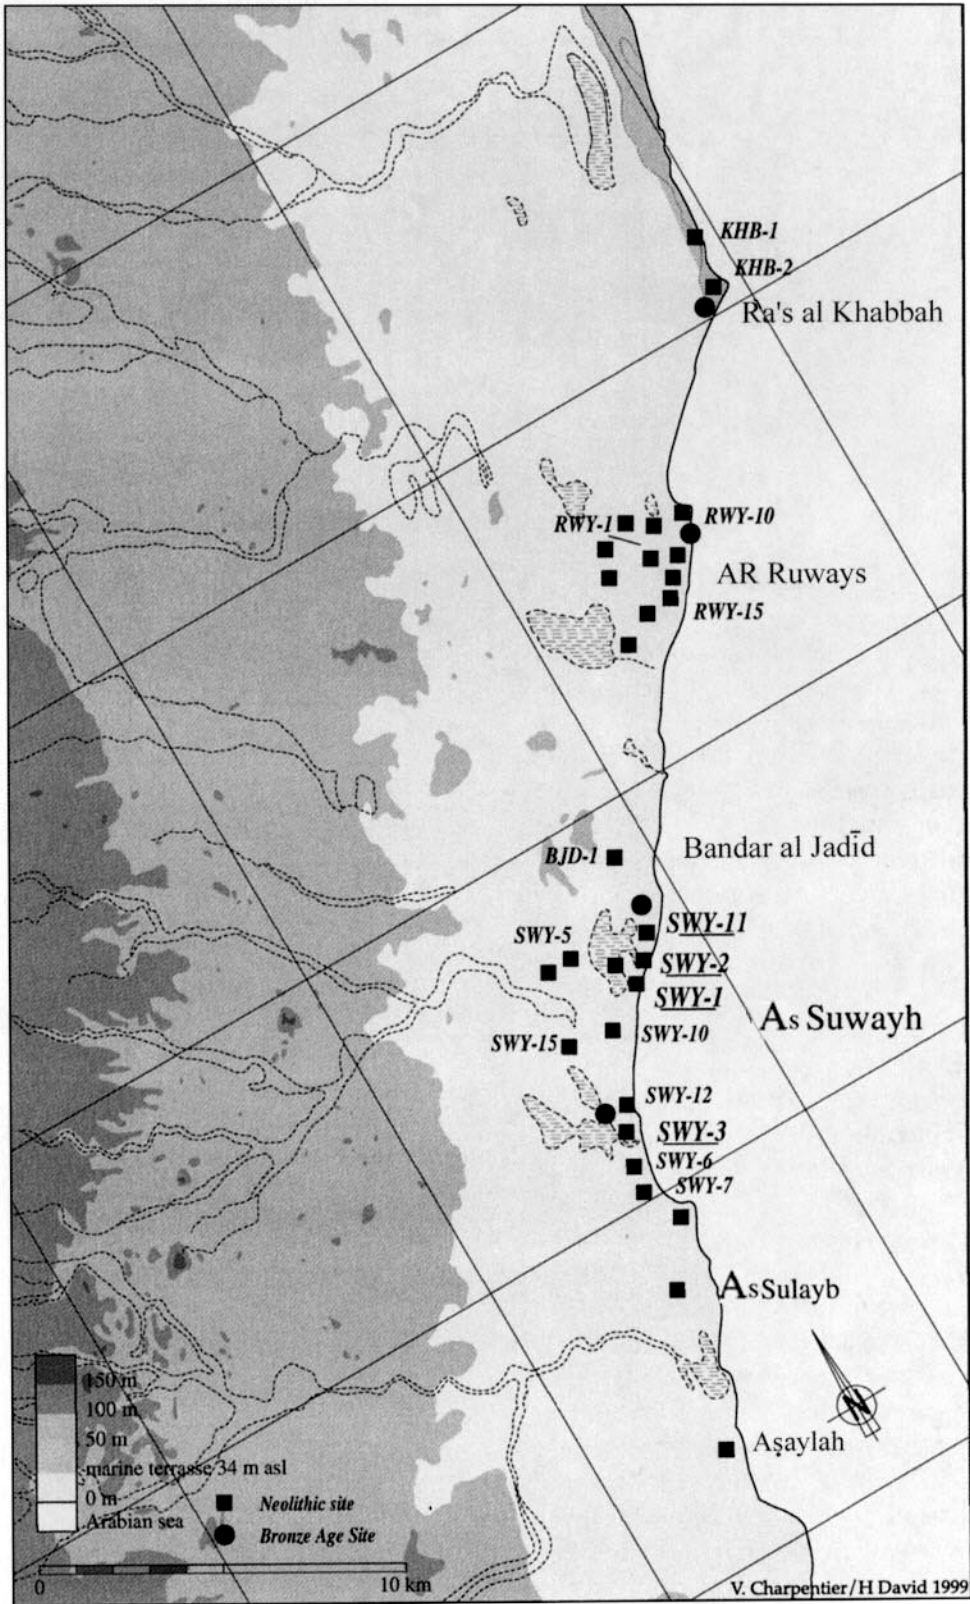 KHB-1
KHB-2
Ra's al Khabbah
RWY-1
RWY-10
AR Ruways
RWY-15
Bandar al Jadīd
BJD-1
SWY-11
SWY-5
SWY-2
SWY-1
As Suwayh
SWY-10
SWY-15
SWY-12
SWY-3
SWY-6
SWY-7
As Sulayb
N
150 m
100 m
50 m
marine terrasse 34 m asl
0 m
Arabian sea
Aṣaylah
Neolithic site
Bronze Age Site
0
10 km
V. Charpentier/H David 1999